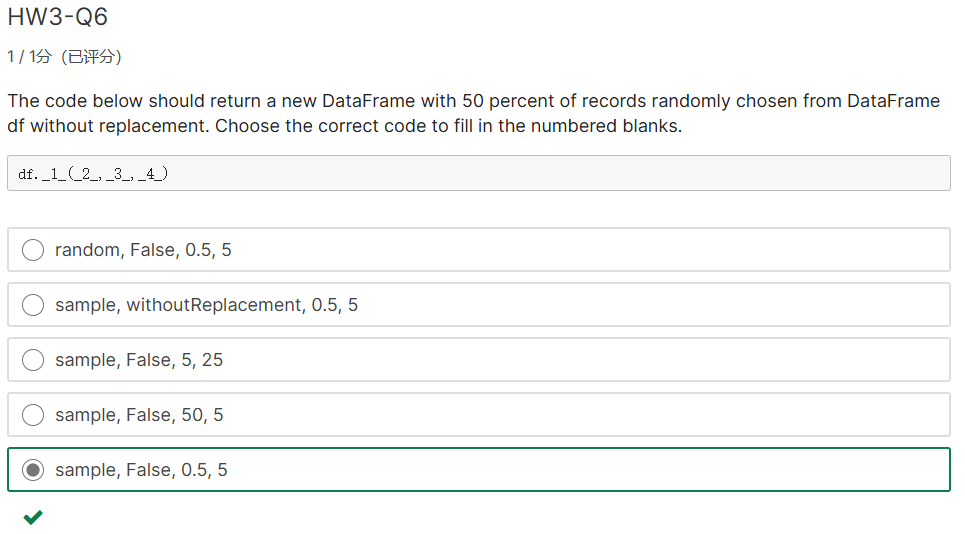 HW3-Q6
1 / 1分 (已评分)
The code below should return a new DataFrame with 50 percent of records randomly chosen from DataFrame
df without replacement. Choose the correct code to fill in the numbered blanks.
df._1_(_2_,_3_,_4_)
random, False, 0.5, 5
sample, withoutReplacement, 0.5, 5
sample, False, 5, 25
sample, False, 50, 5
sample, False, 0.5, 5